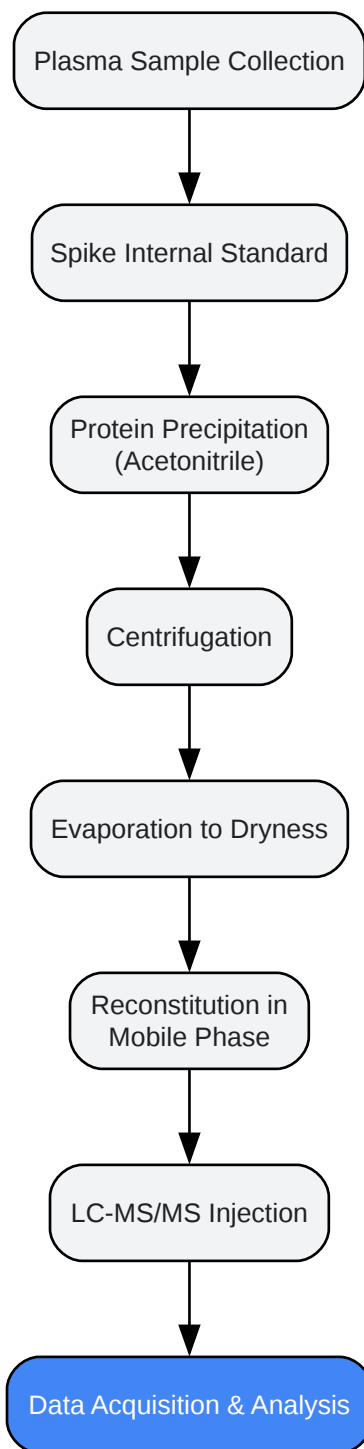 Plasma Sample Collection
Spike Internal Standard
Protein Precipitation
(Acetonitrile)
Centrifugation
Evaporation to Dryness
Reconstitution in
Mobile Phase
LC-MS/MS Injection
Data Acquisition & Analysis